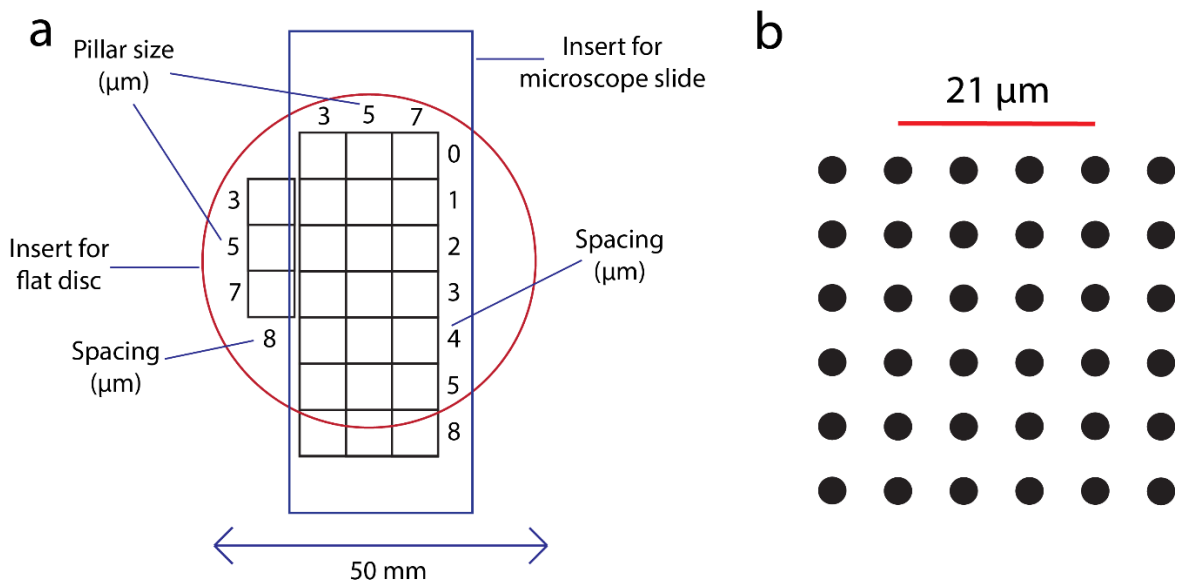 a
Pillar size
(μm)
Insert for
microscope slide
3 5 7
0
1
2
3
4
5
8
3
5
7
Insert for
flat disc
Spacing
(μm)
8
Spacing
(μm)
50 mm
b
21 μm